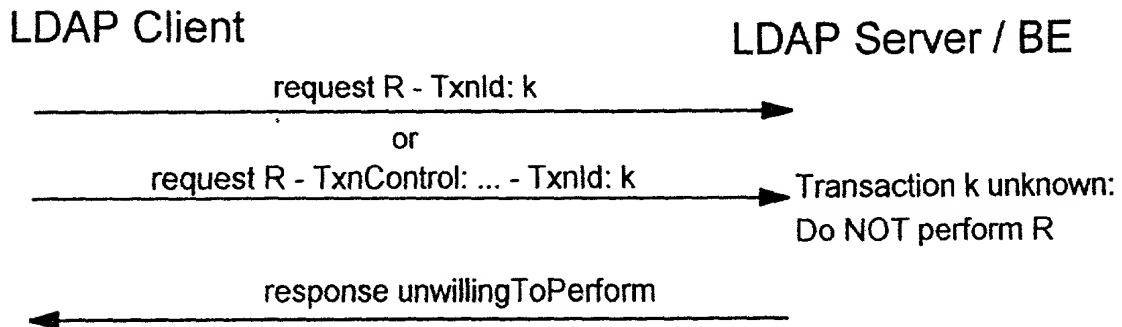 LDAP Client
LDAP Server / BE
request R - TxnId: k
or
request R - TxnControl: ... - TxnId: k
Transaction k unknown:
Do NOT perform R
response unwillingToPerform